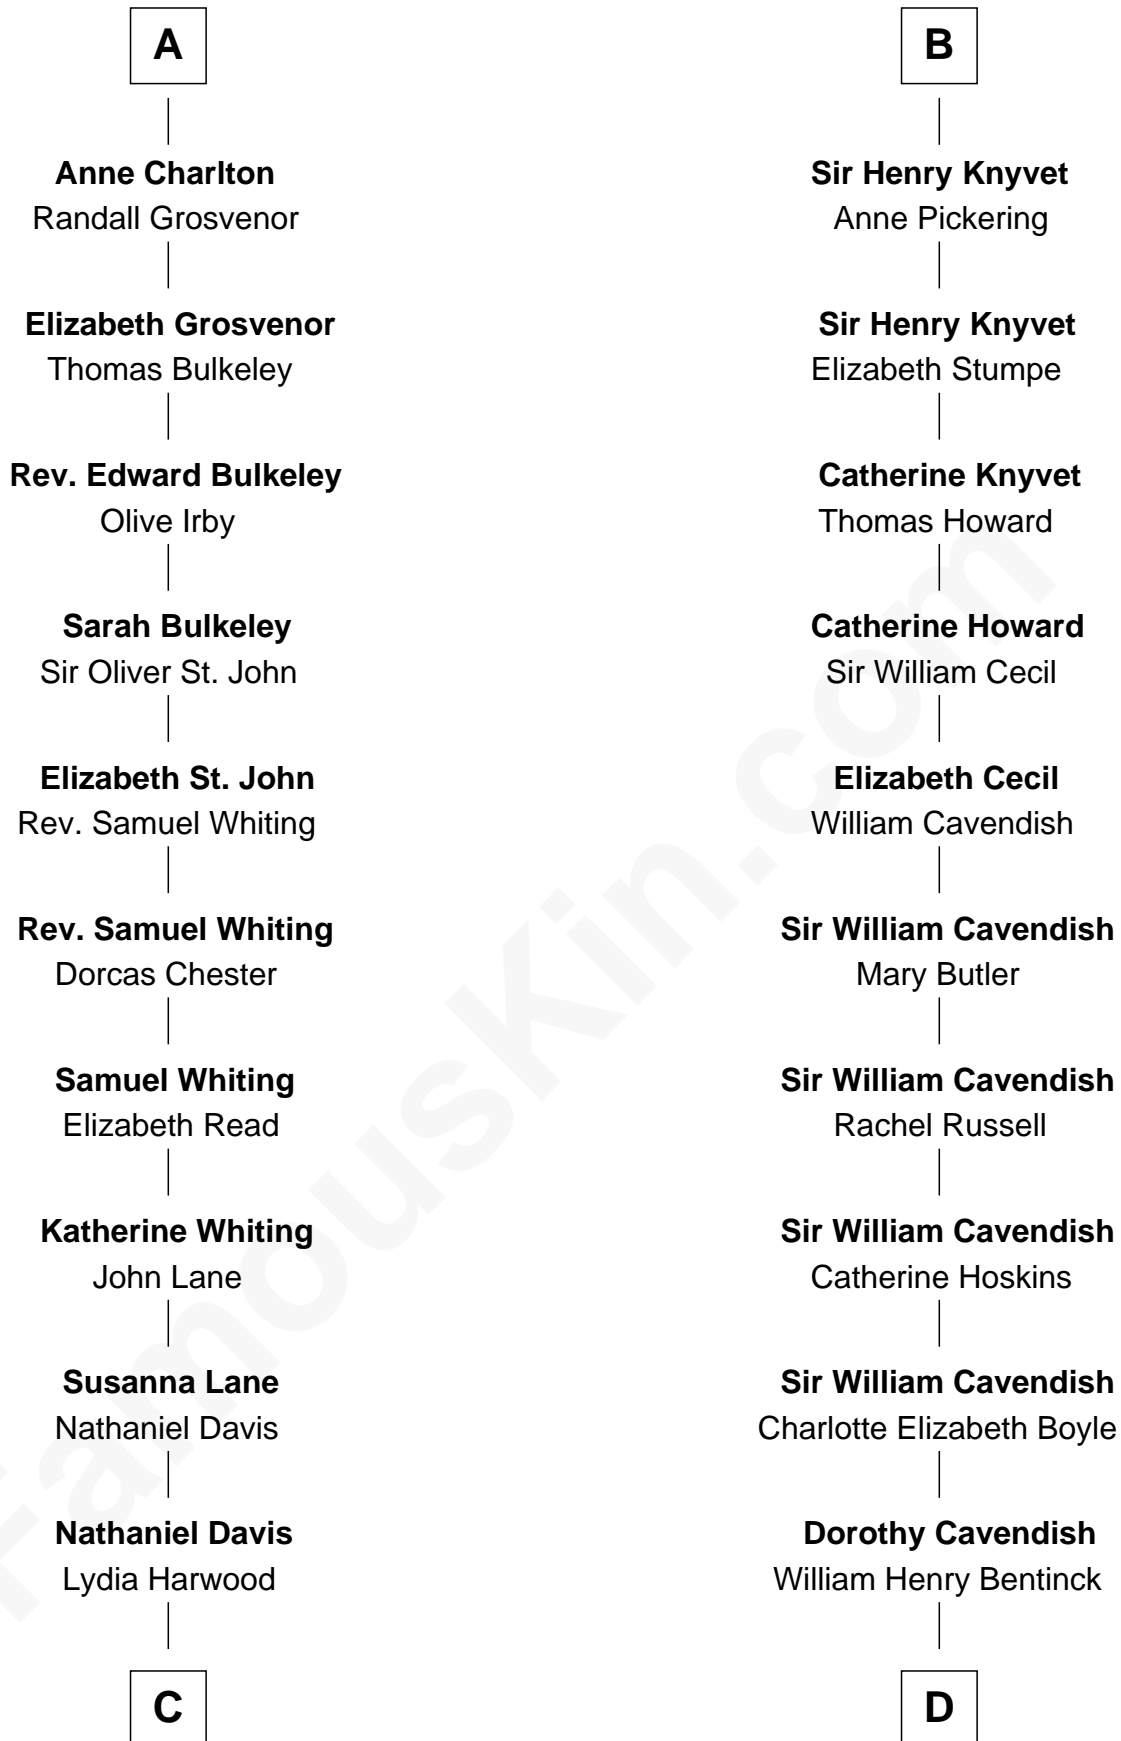 A
Anne Charlton
Randall Grosvenor
Elizabeth Grosvenor
Thomas Bulkeley
Rev. Edward Bulkeley
Olive Irby
Sarah Bulkeley
Sir Oliver St. John
Elizabeth St. John
Rev. Samuel Whiting
Rev. Samuel Whiting
Dorcas Chester
Samuel Whiting
Elizabeth Read
Katherine Whiting
John Lane
Susanna Lane
Nathaniel Davis
Nathaniel Davis
Lydia Harwood
C
B
Sir Henry Knyvet
Anne Pickering
Sir Henry Knyvet
Elizabeth Stumpe
Catherine Knyvet
Thomas Howard
Catherine Howard
Sir William Cecil
Elizabeth Cecil
William Cavendish
Sir William Cavendish
Mary Butler
Sir William Cavendish
Rachel Russell
Sir William Cavendish
Catherine Hoskins
Sir William Cavendish
Charlotte Elizabeth Boyle
Dorothy Cavendish
William Henry Bentinck
D
FamousKin.com